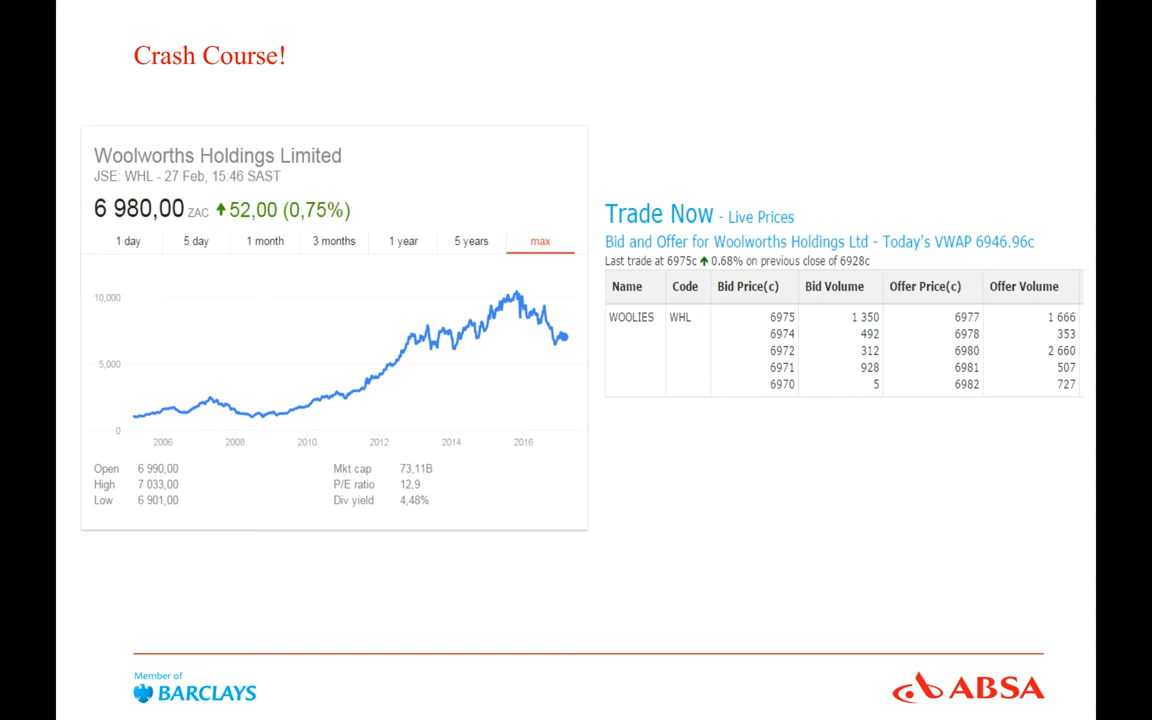 Crash Course!
Woolworths Holdings Limited
JSE: WHL - 27 Feb, 15:46 SAST
6 980,00 ZAC 52,00 (0,75%)
1 day 5 day 1 month 3 months 1 year 5 years max
10,000
5,000
0
2006 2008 2010 2012 2014 2016
Open 6 990,00 Mkt cap 73,11B
High 7 033,00 P/E ratio 12,9
Low 6 901,00 Div yield 4,48%
Trade Now - Live Prices
Bid and Offer for Woolworths Holdings Ltd - Today's VWAP 6946.96c
Last trade at 6975c 0.68% on previous close of 6928c
Name Code Bid Price(c) Bid Volume Offer Price(c) Offer Volume
WOOLIES WHL 6975 1 350 6977 1 666
6974 492 6978 353
6972 312 6980 2 660
6971 928 6981 507
6970 5 6982 727
Member of
BARCLAYS
ABSA